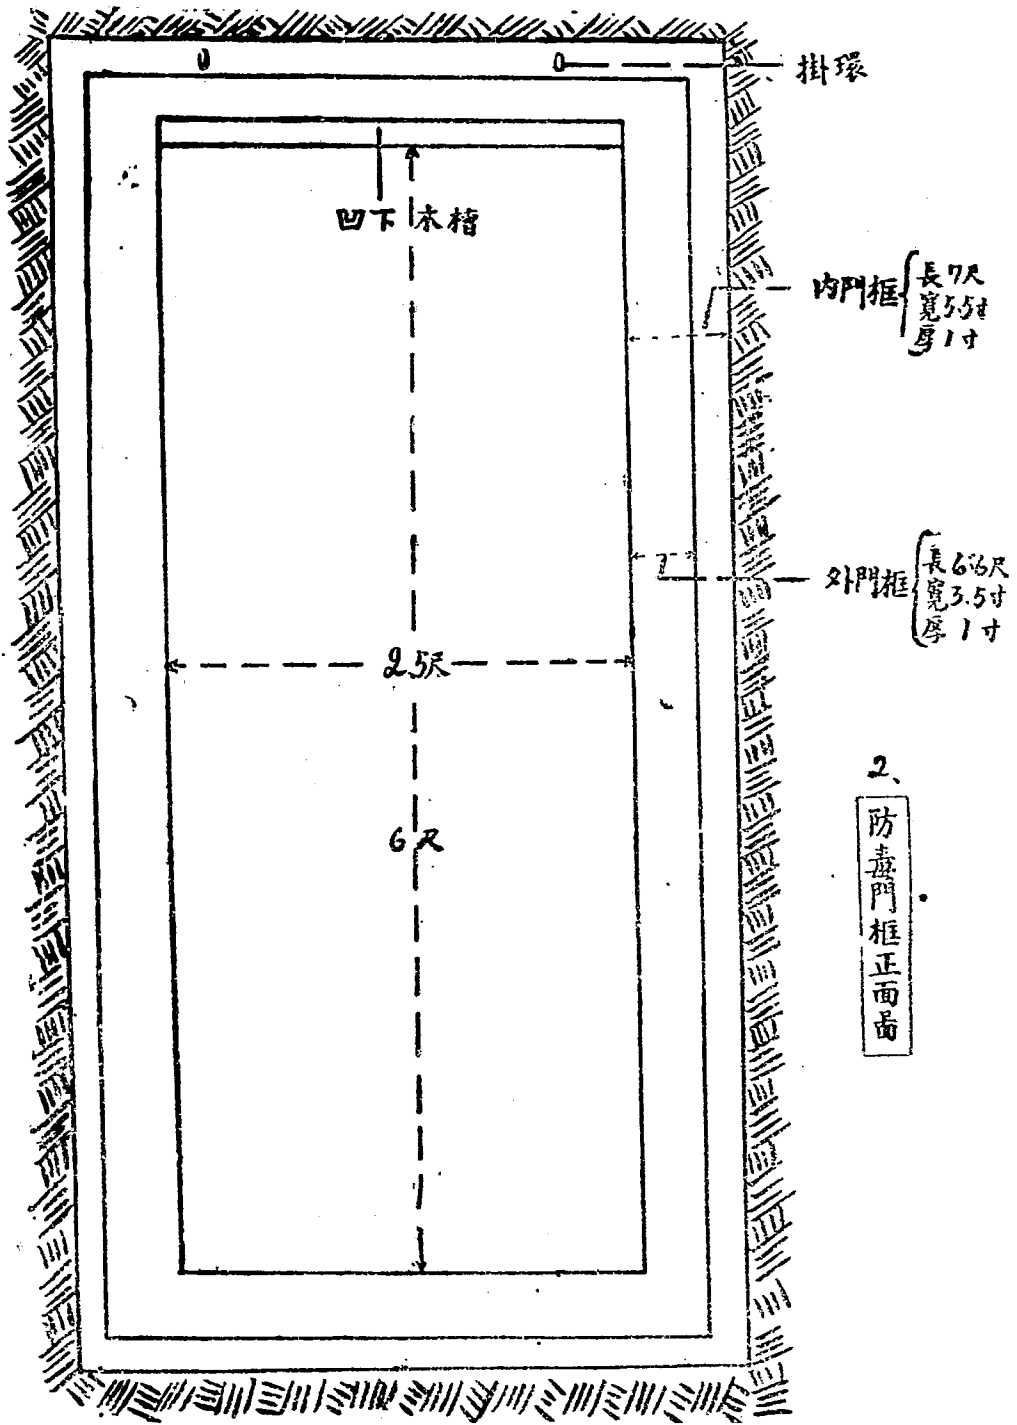 掛環
凹下木槽
內門框
長7尺
寬5.5寸
厚1寸
外門框
長6.6尺
寬3.5寸
厚1寸
2.5尺
6尺
2、
防毒門框正面圖